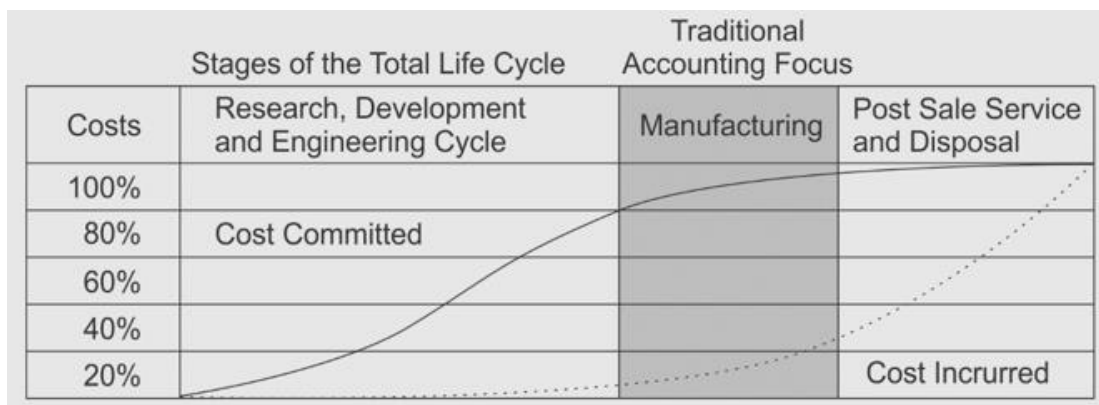 Traditional
Stages of the Total Life Cycle Accounting Focus
Costs
Research, Development
and Engineering Cycle
Manufacturing
Post Sale Service
and Disposal
100%
80%
Cost Committed
60%
40%
20%
Cost Incrurred